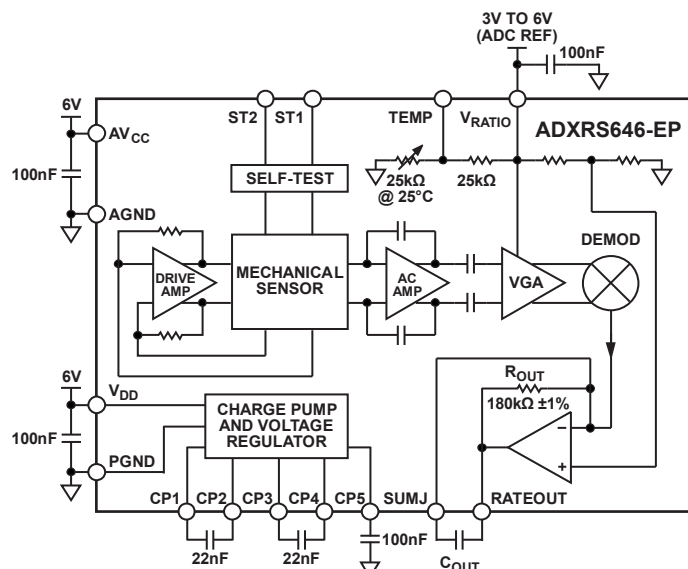 3V TO 6V
(ADC REF)
100nF
6V
ST2 ST1
TEMP
VRATIO
ADXRS646-EP
AVCC
100nF
SELF-TEST
25kΩ
@ 25°C
25kΩ
AGND
DEMOD
DRIVE
AMP
MECHANICAL
SENSOR
AC
AMP
VGA
6V
VDD
ROUT
180kΩ ±1%
CHARGE PUMP
AND VOLTAGE
REGULATOR
100nF
–
+
PGND
CP1 CP2 CP3 CP4 CP5 SUMJ RATEOUT
22nF
22nF
100nF
COUT